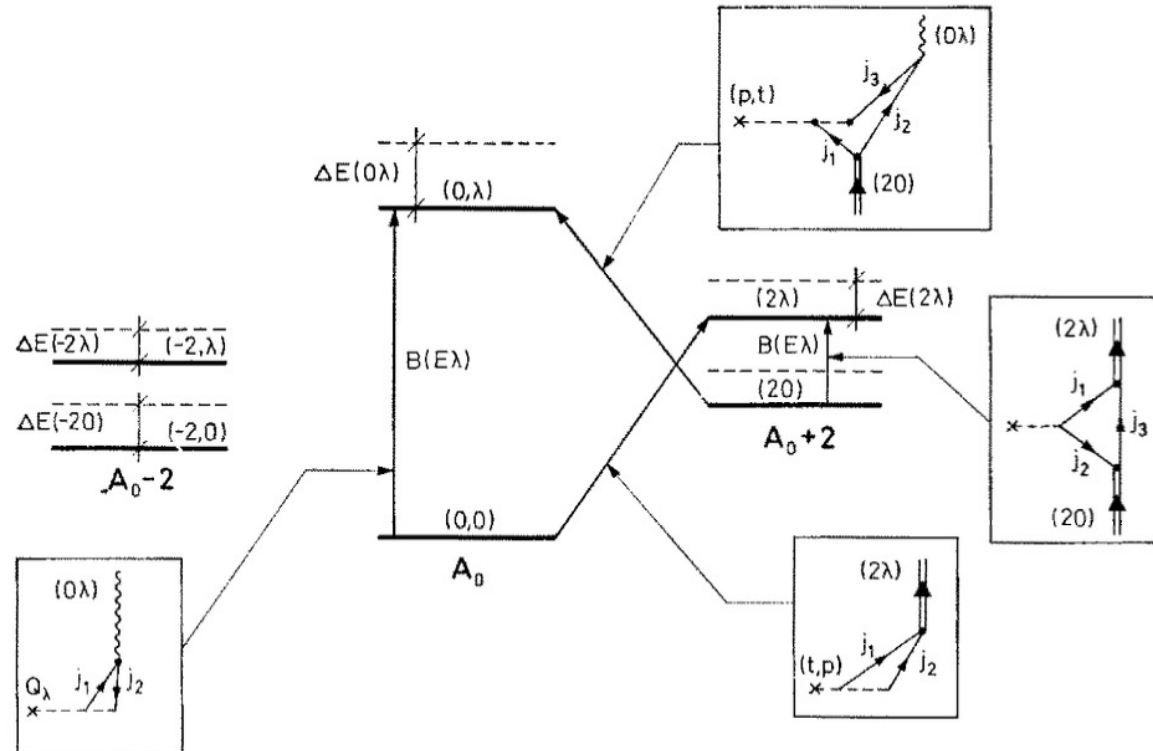 (0λ)
j₃
(p,t)
j₂
j₁
(20)
ΔE(0λ)
(0,λ)
(2λ)
ΔE(2λ)
B(Eλ)
B(Eλ)
(20)
A₀+2
ΔE(-2λ)
(-2,λ)
ΔE(-20)
(-2,0)
A₀-2
(0,0)
A₀
(2λ)
j₁
j₃
j₂
(20)
(0λ)
Q_λ
j₁
j₂
(2λ)
(t,p)
j₁
j₂